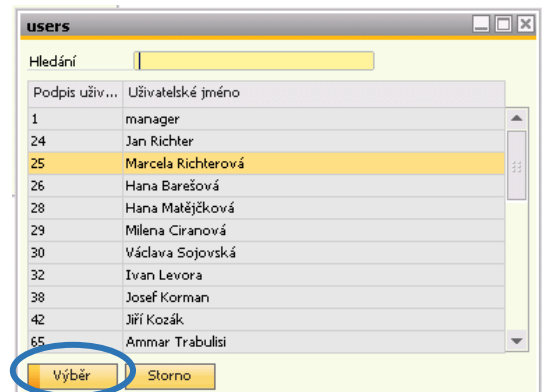 users
Hledání
Podpis uživ... Uživatelské jméno
1 manager
24 Jan Richter
25 Marcela Richterová
26 Hana Barešová
28 Hana Matějčková
29 Milena Ciranová
30 Václava Sojovská
32 Ivan Levora
38 Josef Korman
42 Jiří Kozák
65 Ammar Trabulisi
Výběr Storno